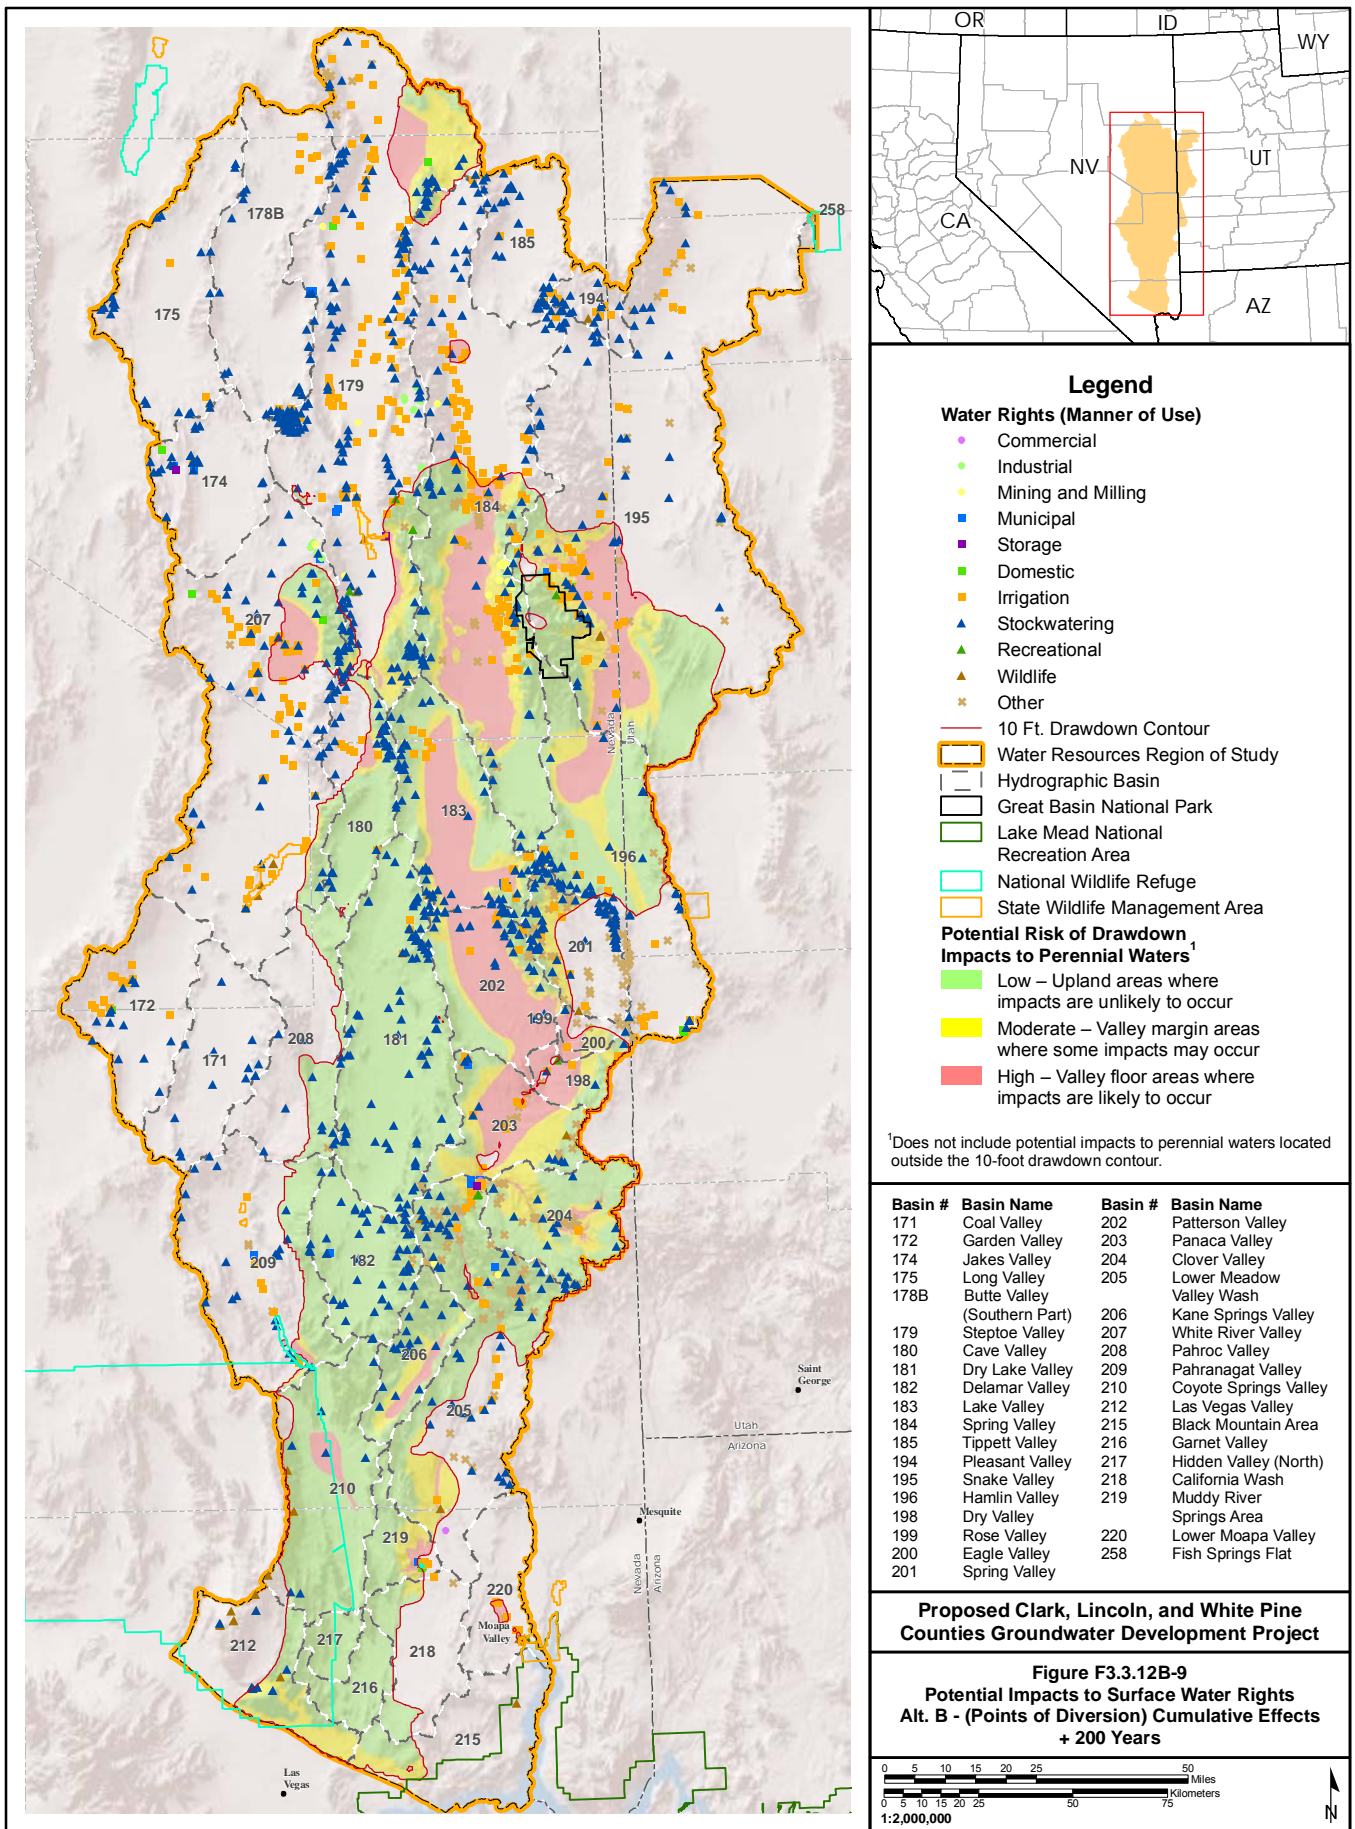 OR
ID
WY
NV
UT
CA
AZ
258
178B
185
194
175
179
174
184
195
207
183
180
196
201
202
172
199
208
181
200
171
198
203
204
209
182
206
205
210
219
220
212
217
218
216
215
Nevada
Utah
Saint
George
Utah
Arizona
Mesquite
Nevada
Arizona
Moapa
Valley
Las
Vegas
Legend
Water Rights (Manner of Use)
Commercial
Industrial
Mining and Milling
Municipal
Storage
Domestic
Irrigation
Stockwatering
Recreational
Wildlife
Other
10 Ft. Drawdown Contour
Water Resources Region of Study
Hydrographic Basin
Great Basin National Park
Lake Mead National
Recreation Area
National Wildlife Refuge
State Wildlife Management Area
Potential Risk of Drawdown
Impacts to Perennial Waters1
Low – Upland areas where
impacts are unlikely to occur
Moderate – Valley margin areas
where some impacts may occur
High – Valley floor areas where
impacts are likely to occur
1Does not include potential impacts to perennial waters located
outside the 10-foot drawdown contour.
Basin # Basin Name Basin # Basin Name
171 Coal Valley 202 Patterson Valley
172 Garden Valley 203 Panaca Valley
174 Jakes Valley 204 Clover Valley
175 Long Valley 205 Lower Meadow
178B Butte Valley Valley Wash
(Southern Part) 206 Kane Springs Valley
179 Steptoe Valley 207 White River Valley
180 Cave Valley 208 Pahroc Valley
181 Dry Lake Valley 209 Pahranagat Valley
182 Delamar Valley 210 Coyote Springs Valley
183 Lake Valley 212 Las Vegas Valley
184 Spring Valley 215 Black Mountain Area
185 Tippett Valley 216 Garnet Valley
194 Pleasant Valley 217 Hidden Valley (North)
195 Snake Valley 218 California Wash
196 Hamlin Valley 219 Muddy River
198 Dry Valley Springs Area
199 Rose Valley 220 Lower Moapa Valley
200 Eagle Valley 258 Fish Springs Flat
201 Spring Valley
Proposed Clark, Lincoln, and White Pine
Counties Groundwater Development Project
Figure F3.3.12B-9
Potential Impacts to Surface Water Rights
Alt. B - (Points of Diversion) Cumulative Effects
+ 200 Years
0 5 10 15 20 25 50
Miles
Kilometers
0 5 10 15 20 25 50 75
1:2,000,000
N